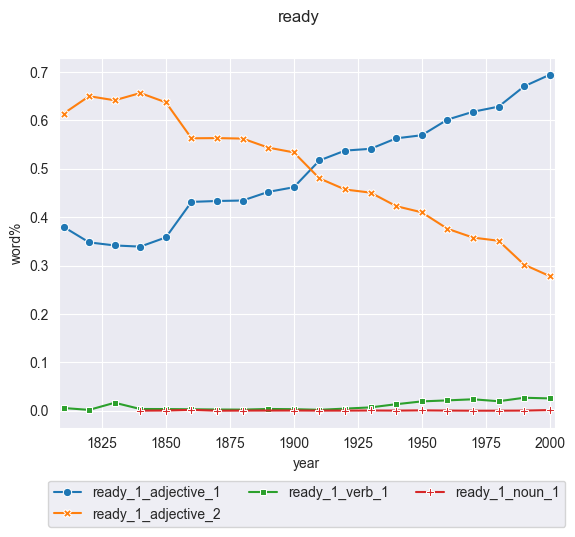 ready
0.7
0.6
0.5
0.4
0.3
0.2
0.1
0.0
word%
1825 1850 1875 1900 1925 1950 1975 2000
year
ready_1_adjective_1 ready_1_verb_1 ready_1_noun_1
ready_1_adjective_2